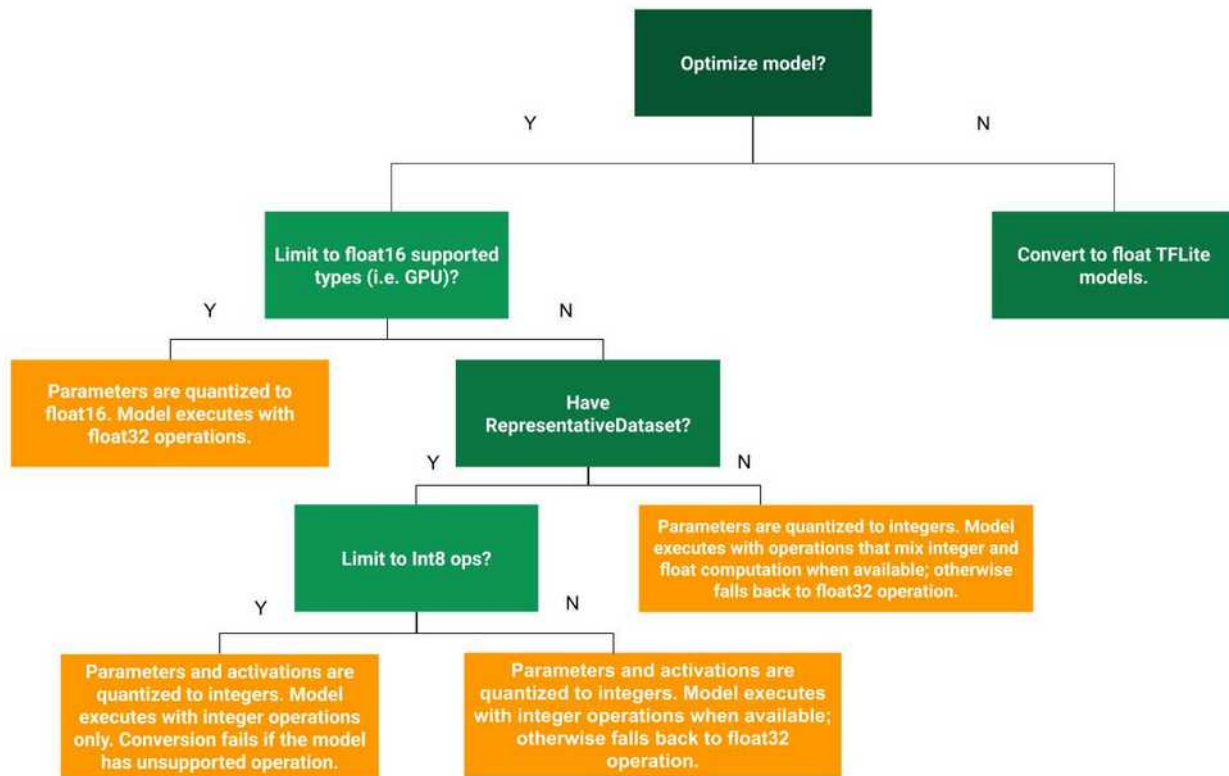 Optimize model?
Y
N
Limit to float16 supported
types (i.e. GPU)?
Convert to float TFLite
models.
Y
N
Parameters are quantized to
float16. Model executes with
float32 operations.
Have
RepresentativeDataset?
Y
N
Limit to Int8 ops?
Parameters are quantized to integers. Model
executes with operations that mix integer and
float computation when available; otherwise
falls back to float32 operation.
Y
N
Parameters and activations are
quantized to integers. Model
executes with integer operations
only. Conversion fails if the model
has unsupported operation.
Parameters and activations are
quantized to integers. Model executes
with integer operations when available;
otherwise falls back to float32
operation.